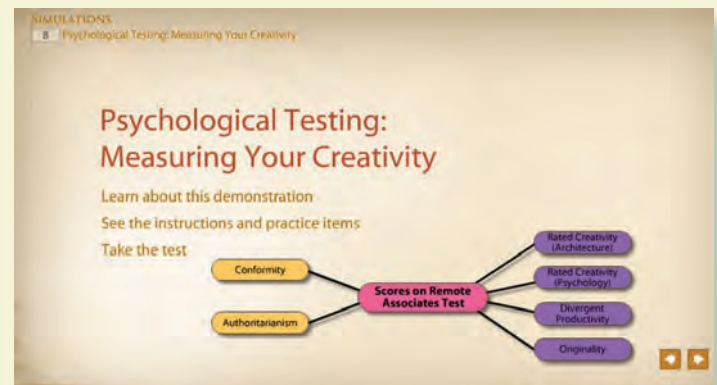 SIMULATIONS
8 Psychological Testing: Measuring Your Creativity
Psychological Testing:
Measuring Your Creativity
Learn about this demonstration
See the instructions and practice items
Take the test
Conformity
Authoritarianism
Scores on Remote
Associates Test
Rated Creativity
(Architecture)
Rated Creativity
(Psychology)
Divergent
Productivity
Originality